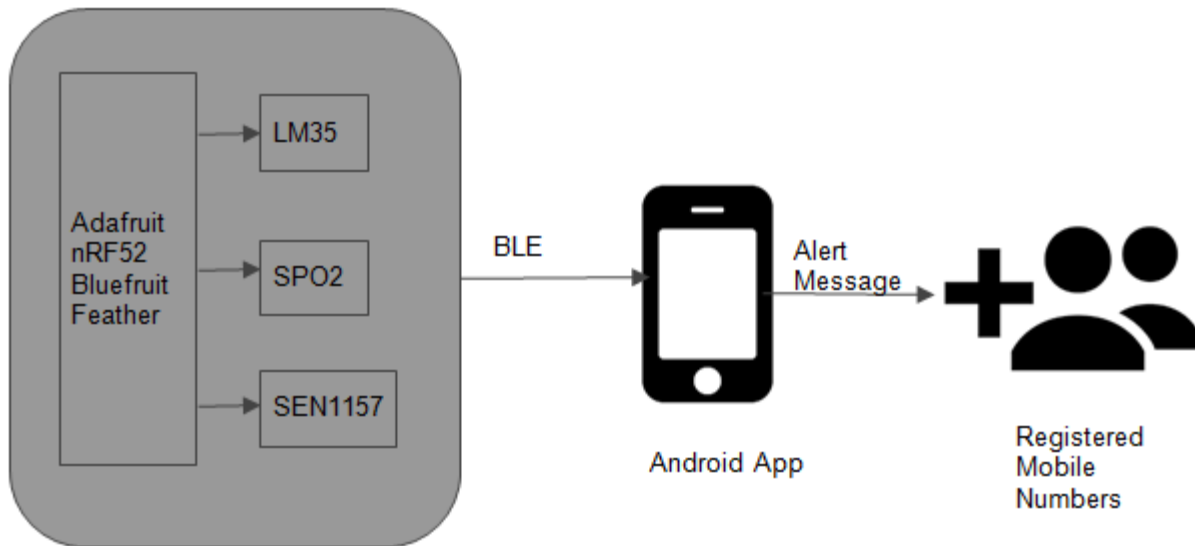 Adafruit
nRF52
Bluefruit
Feather
LM35
SPO2
SEN1157
BLE
Android App
Alert
Message
Registered
Mobile
Numbers